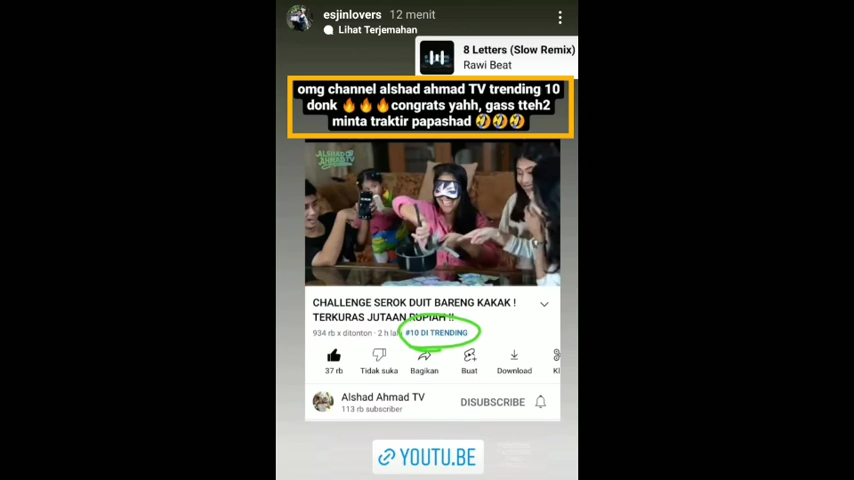 esjinlovers 12 menit
Lihat Terjemahan
8 Letters (Slow Remix)
Rawi Beat
omg channel alshad ahmad TV trending 10
donk 🔥🔥🔥congrats yahh, gass tteh2
minta traktir papashad 🤣🤣🤣
ALSHAD
AHMAD TV
CHALLENGE SEROK DUIT BARENG KAKAK !
TERKURAS JUTAAN RUPIAH !!
934 rb x ditonton · 2 h lalu #10 DI TRENDING
37 rb Tidak suka Bagikan Buat Download
Alshad Ahmad TV
113 rb subscriber
DISUBSCRIBE
YOUTU.BE